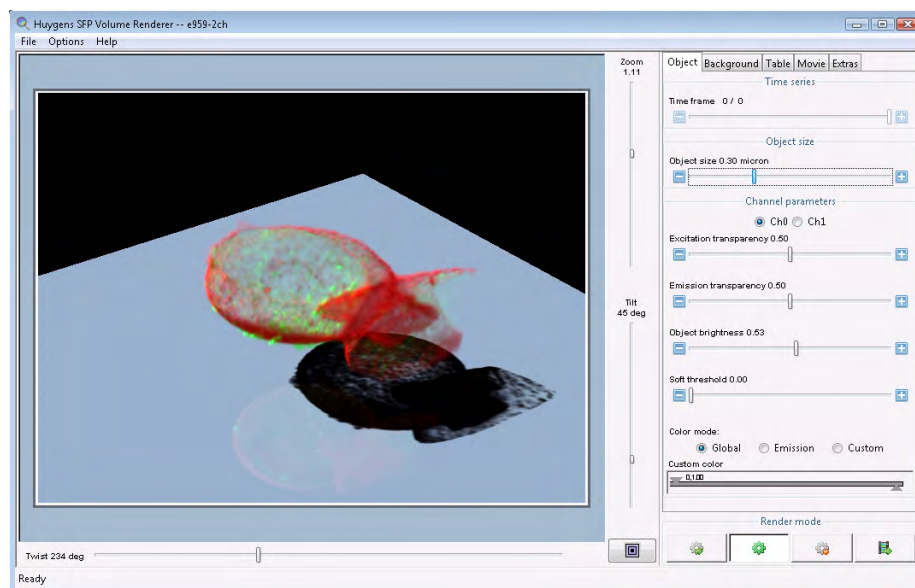 Huygens SFP Volume Renderer -- e959-2ch
File Options Help
Zoom
1.11
Object Background Table Movie Extras
Time series
Time frame 0 / 0
Object size
Object size 0.30 micron
Channel parameters
Ch0 Ch1
Excitation transparency 0.50
Emission transparency 0.50
Tilt
45 deg
Object brightness 0.53
Soft threshold 0.00
Color mode:
Global Emission Custom
Custom color
0,1.00
Render mode
Twist 234 deg
Ready